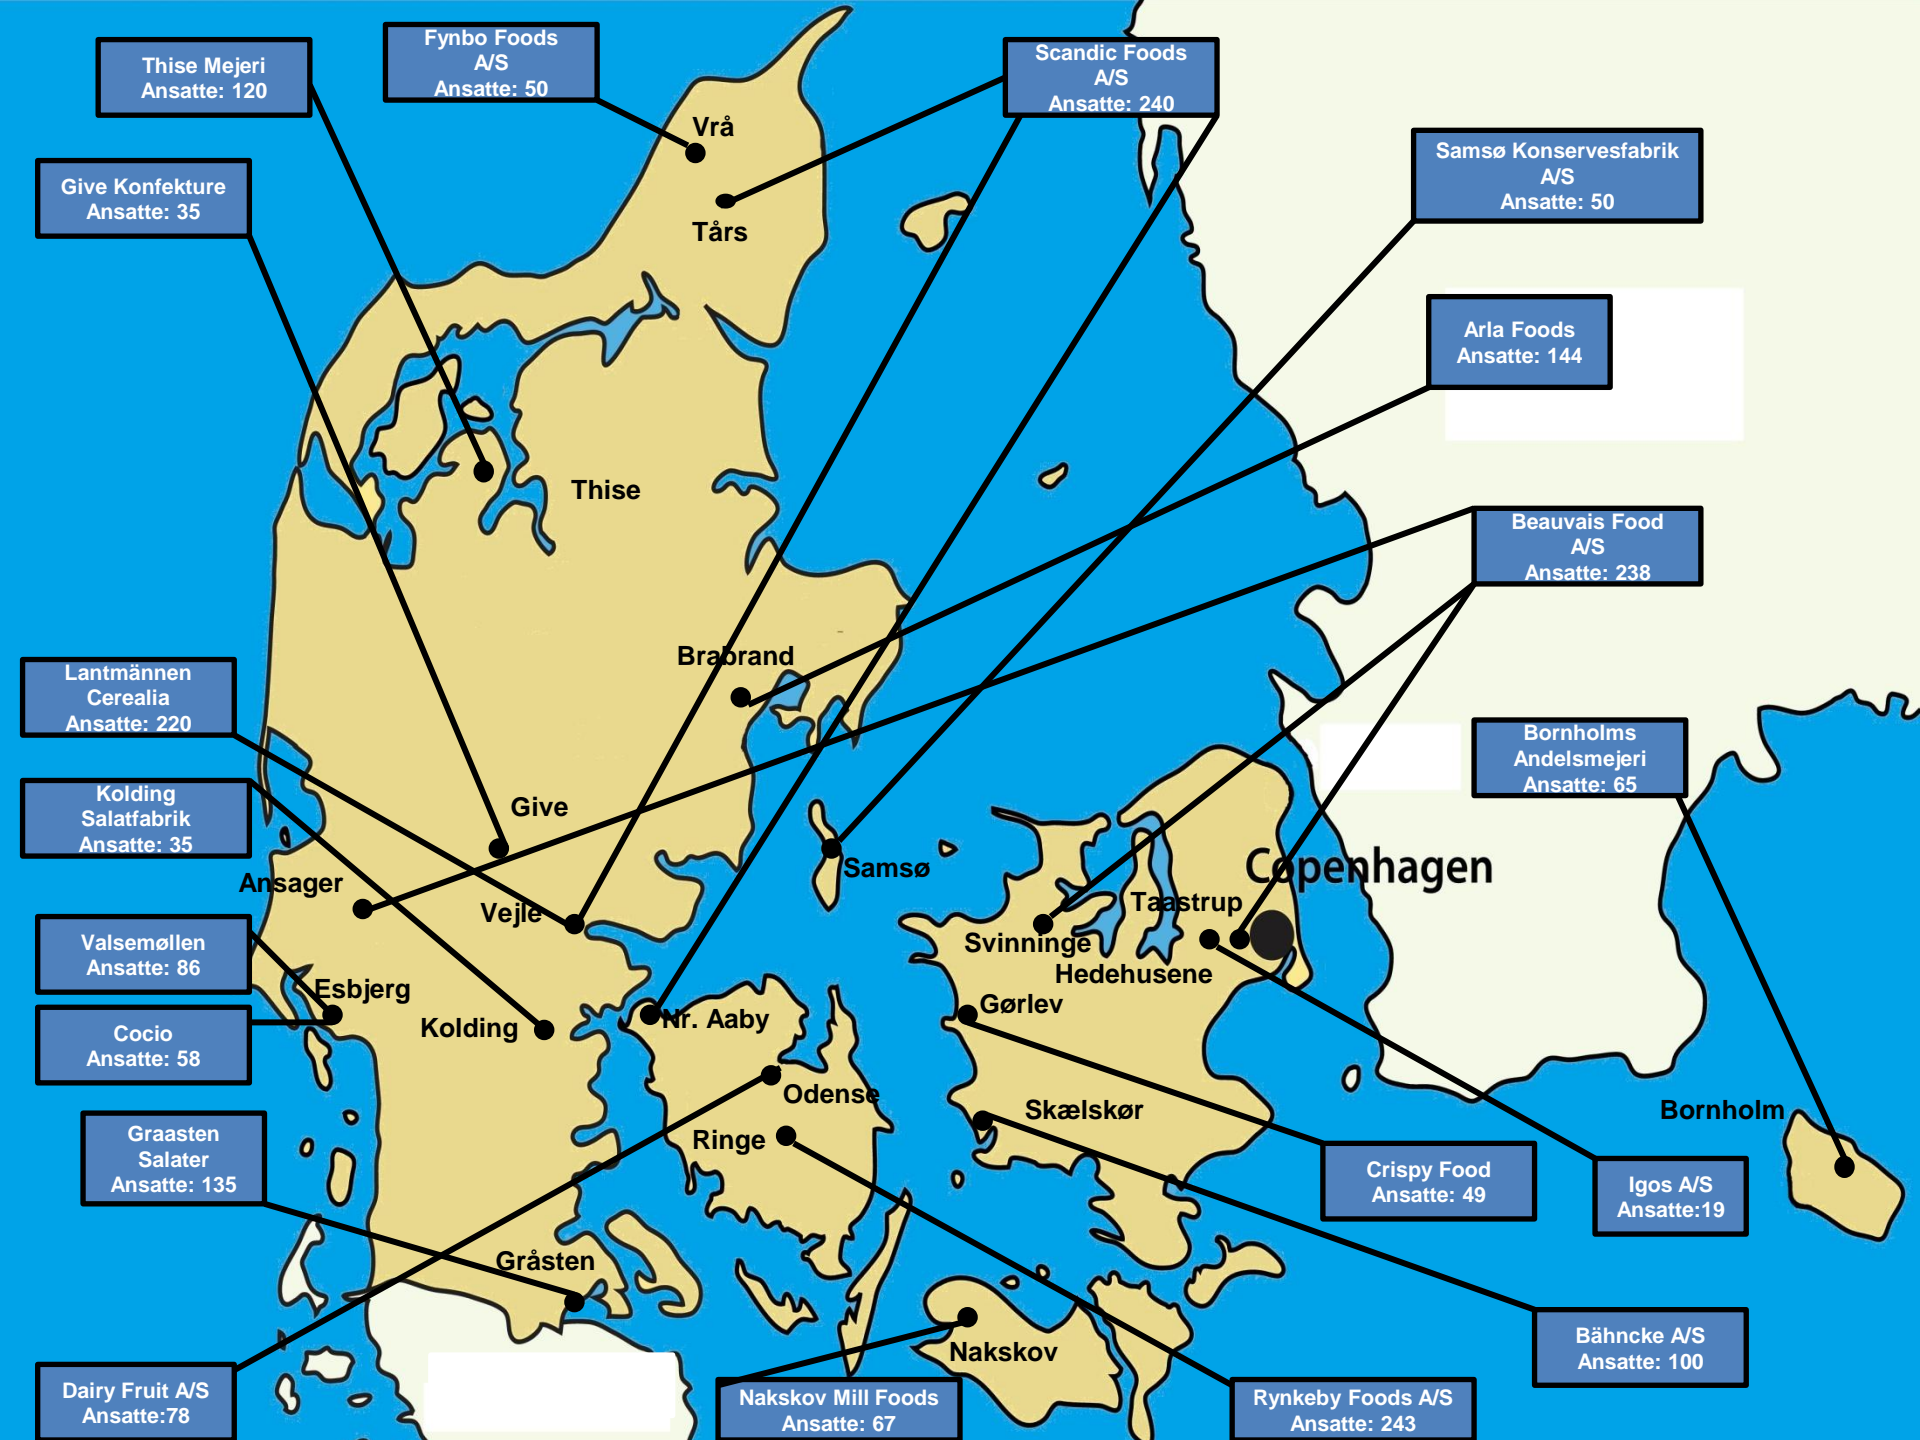 Fynbo Foods
A/S
Ansatte: 50
Thise Mejeri
Ansatte: 120
Scandic Foods
A/S
Ansatte: 240
Vrå
Samsø Konservesfabrik
A/S
Ansatte: 50
Give Konfekture
Ansatte: 35
Tårs
Arla Foods
Ansatte: 144
Thise
Beauvais Food
A/S
Ansatte: 238
Brabrand
Lantmännen
Cerealia
Ansatte: 220
Bornholms
Andelsmejeri
Ansatte: 65
Kolding
Salatfabrik
Ansatte: 35
Give
Samsø
Copenhagen
Ansager
Vejle
Taastrup
Svinninge
Hedehusene
Valsemøllen
Ansatte: 86
Esbjerg
Gørlev
Kolding
Nr. Aaby
Cocio
Ansatte: 58
Odense
Skælskør
Bornholm
Ringe
Graasten
Salater
Ansatte: 135
Crispy Food
Ansatte: 49
Igos A/S
Ansatte:19
Gråsten
Nakskov
Bähncke A/S
Ansatte: 100
Dairy Fruit A/S
Ansatte:78
Nakskov Mill Foods
Ansatte: 67
Rynkeby Foods A/S
Ansatte: 243